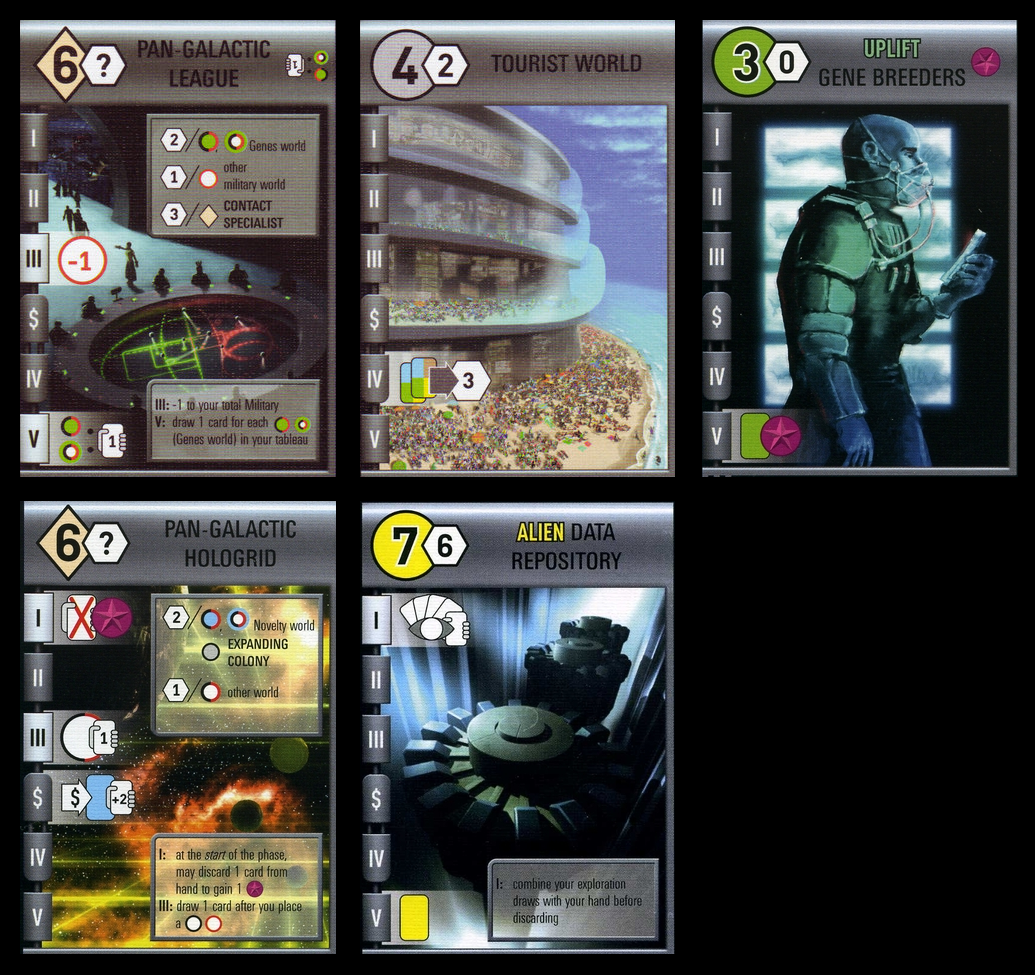 6 ? PAN-GALACTIC
LEAGUE
1
I
II
III -1
$
IV
V 1
2 / Genes world
1 / other
military world
3 / CONTACT
SPECIALIST
III: -1 to your total Military
V: draw 1 card for each
(Genes world) in your tableau
4 2 TOURIST WORLD
I
II
III
$
IV 3
V
3 0 UPLIFT
GENE BREEDERS
I
II
III
$
IV
V
6 ? PAN-GALACTIC
HOLOGRID
I
II
III 1
$ $ +2
IV
V
2 / Novelty world
EXPANDING
COLONY
1 / other world
I: at the start of the phase,
may discard 1 card from
hand to gain 1
III: draw 1 card after you place
a
7 6 ALIEN DATA
REPOSITORY
I
II
III
$
IV
V
I: combine your exploration
draws with your hand before
discarding